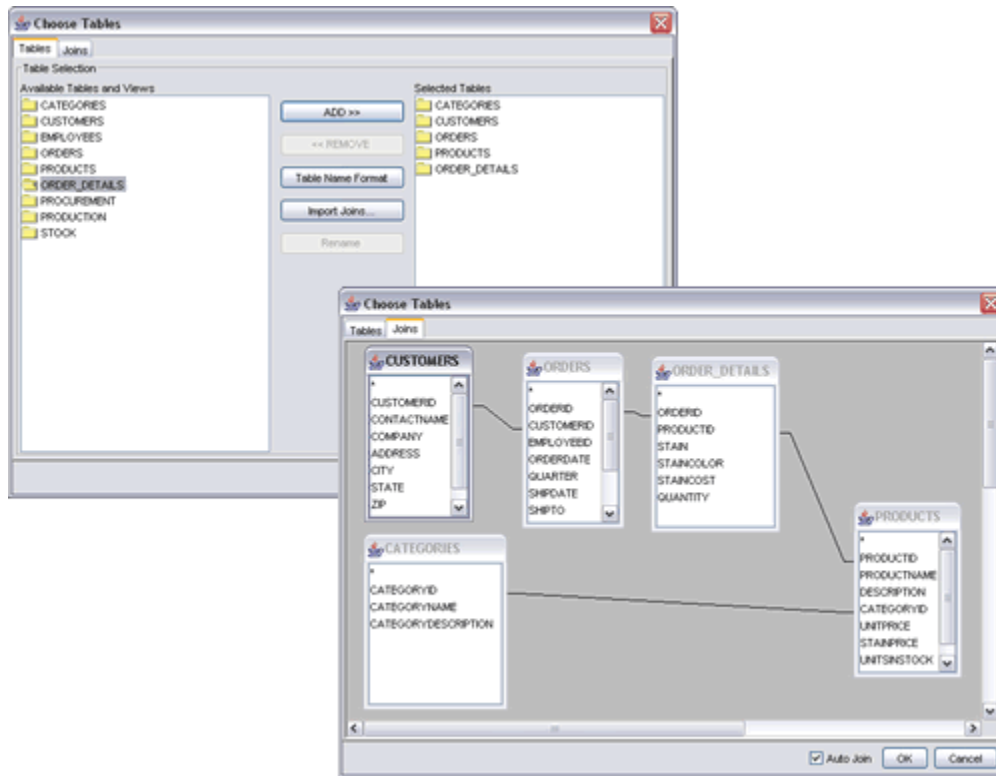 Choose Tables
Tables Joins
Table Selection
Available Tables and Views
CATEGORIES
CUSTOMERS
EMPLOYEES
ORDERS
PRODUCTS
ORDER_DETAILS
PROCUREMENT
PRODUCTION
STOCK
ADD >>
<< REMOVE
Table Name Format
Import Joins...
Rename
Selected Tables
CATEGORIES
CUSTOMERS
ORDERS
PRODUCTS
ORDER_DETAILS
Choose Tables
Tables Joins
CUSTOMERS
*
CUSTOMERID
CONTACTNAME
COMPANY
ADDRESS
CITY
STATE
ZIP
ORDERS
*
ORDERID
CUSTOMERID
EMPLOYEEID
ORDERDATE
QUARTER
SHIPDATE
SHIPTO
ORDER_DETAILS
*
ORDERID
PRODUCTID
STAIN
STAINCOLOR
STAINCOST
QUANTITY
PRODUCTS
*
PRODUCTID
PRODUCTNAME
DESCRIPTION
CATEGORYID
UNITPRICE
STAINPRICE
UNITSINSTOCK
CATEGORIES
*
CATEGORYID
CATEGORYNAME
CATEGORYDESCRIPTION
Auto Join OK Cancel